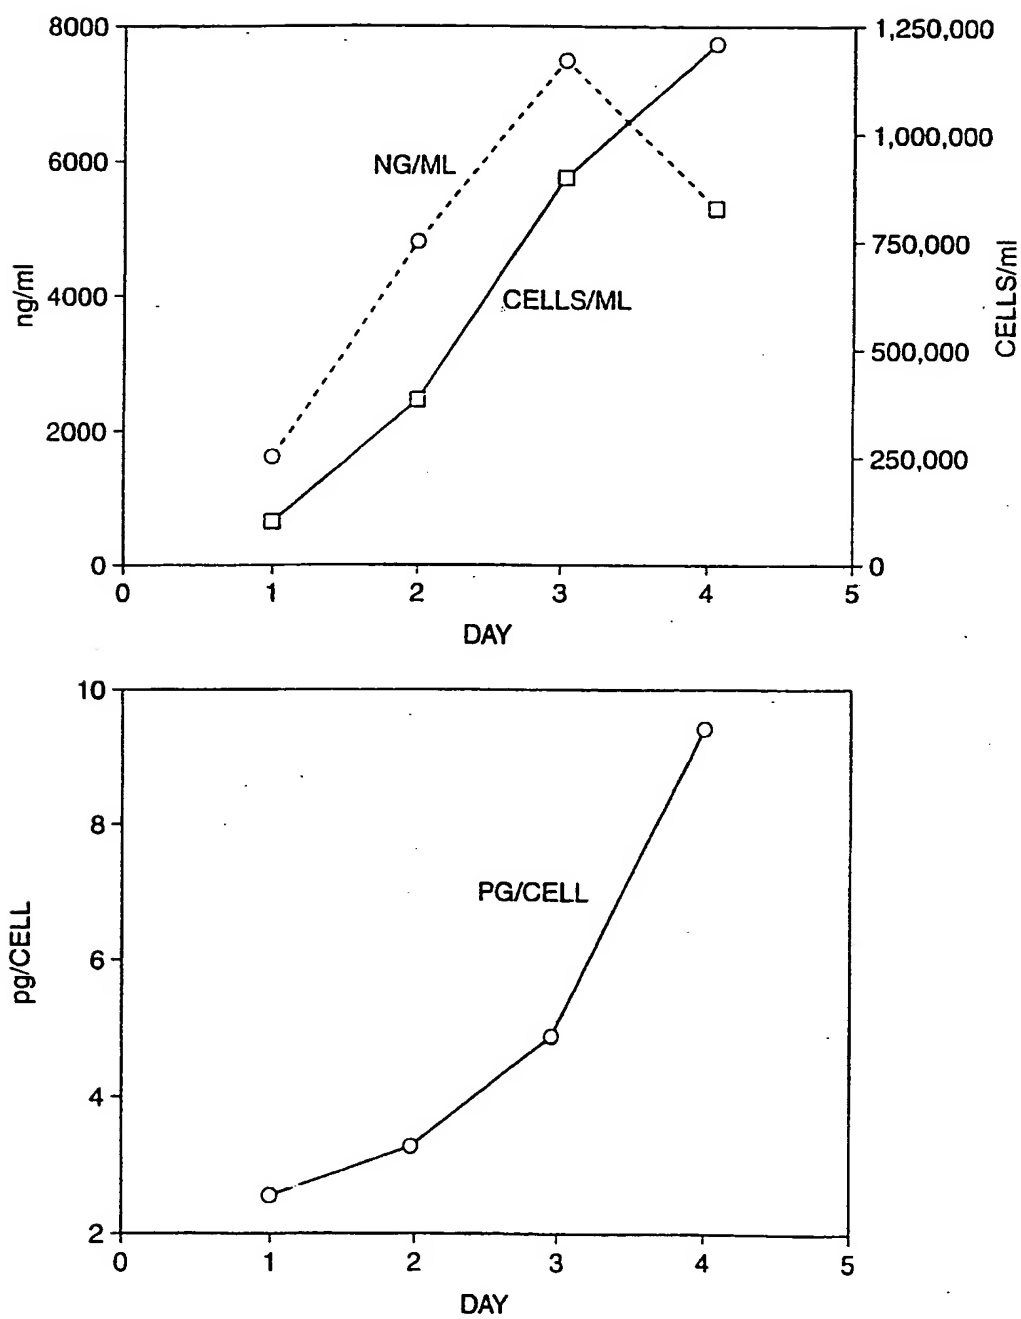 8000
6000
4000
2000
0
ng/ml
NG/ML
CELLS/ML
1,250,000
1,000,000
750,000
500,000
250,000
0
CELLS/ml
0 1 2 3 4 5
DAY
10
8
6
4
2
pg/CELL
PG/CELL
0 1 2 3 4 5
DAY